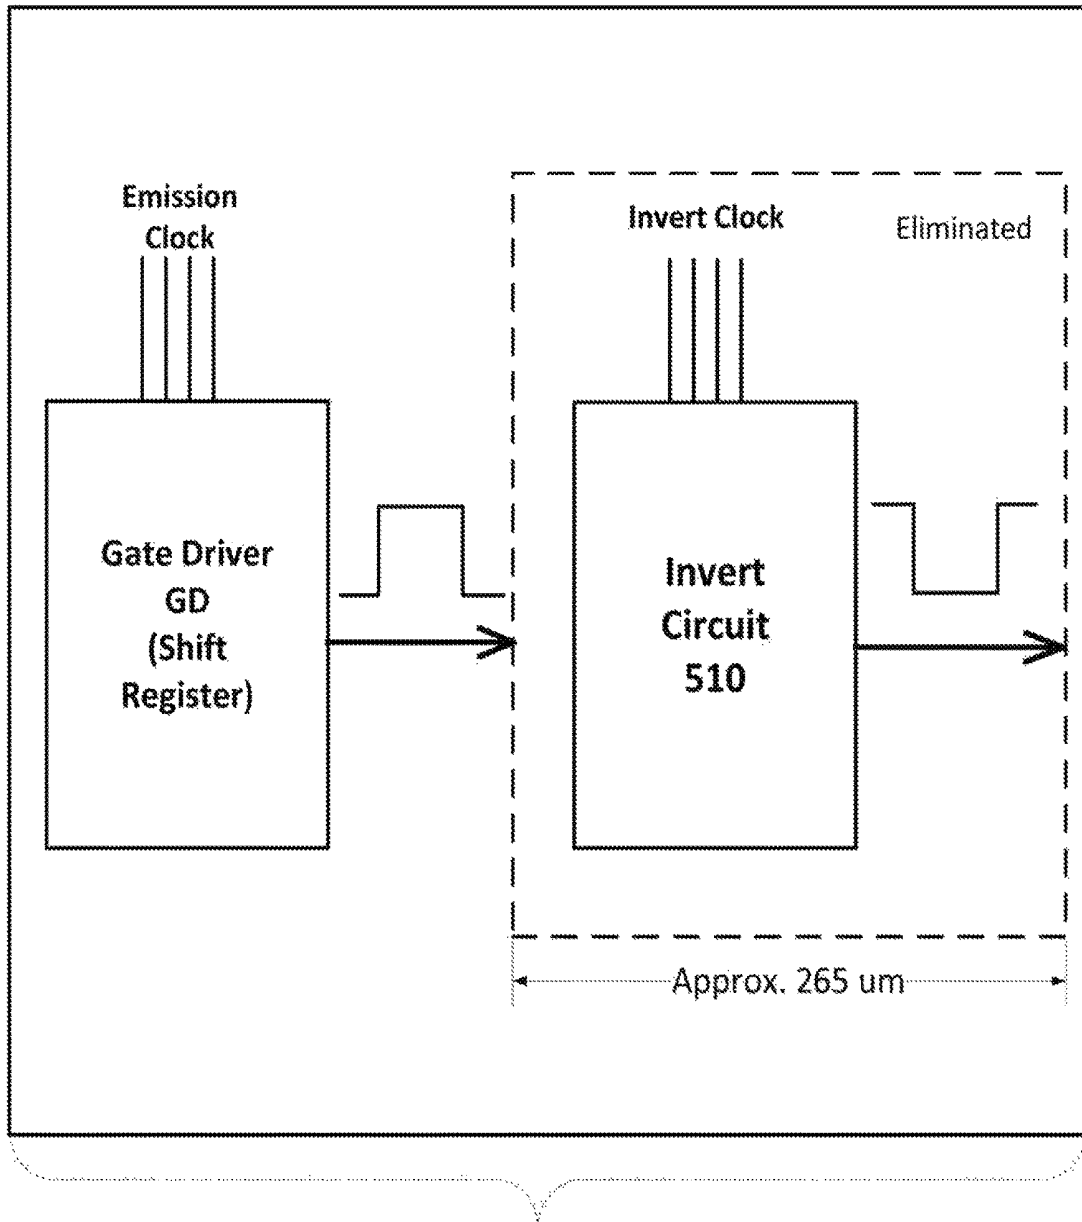 Emission
Clock
Invert Clock
Eliminated
Gate Driver
GD
(Shift
Register)
Invert
Circuit
510
Approx. 265 um